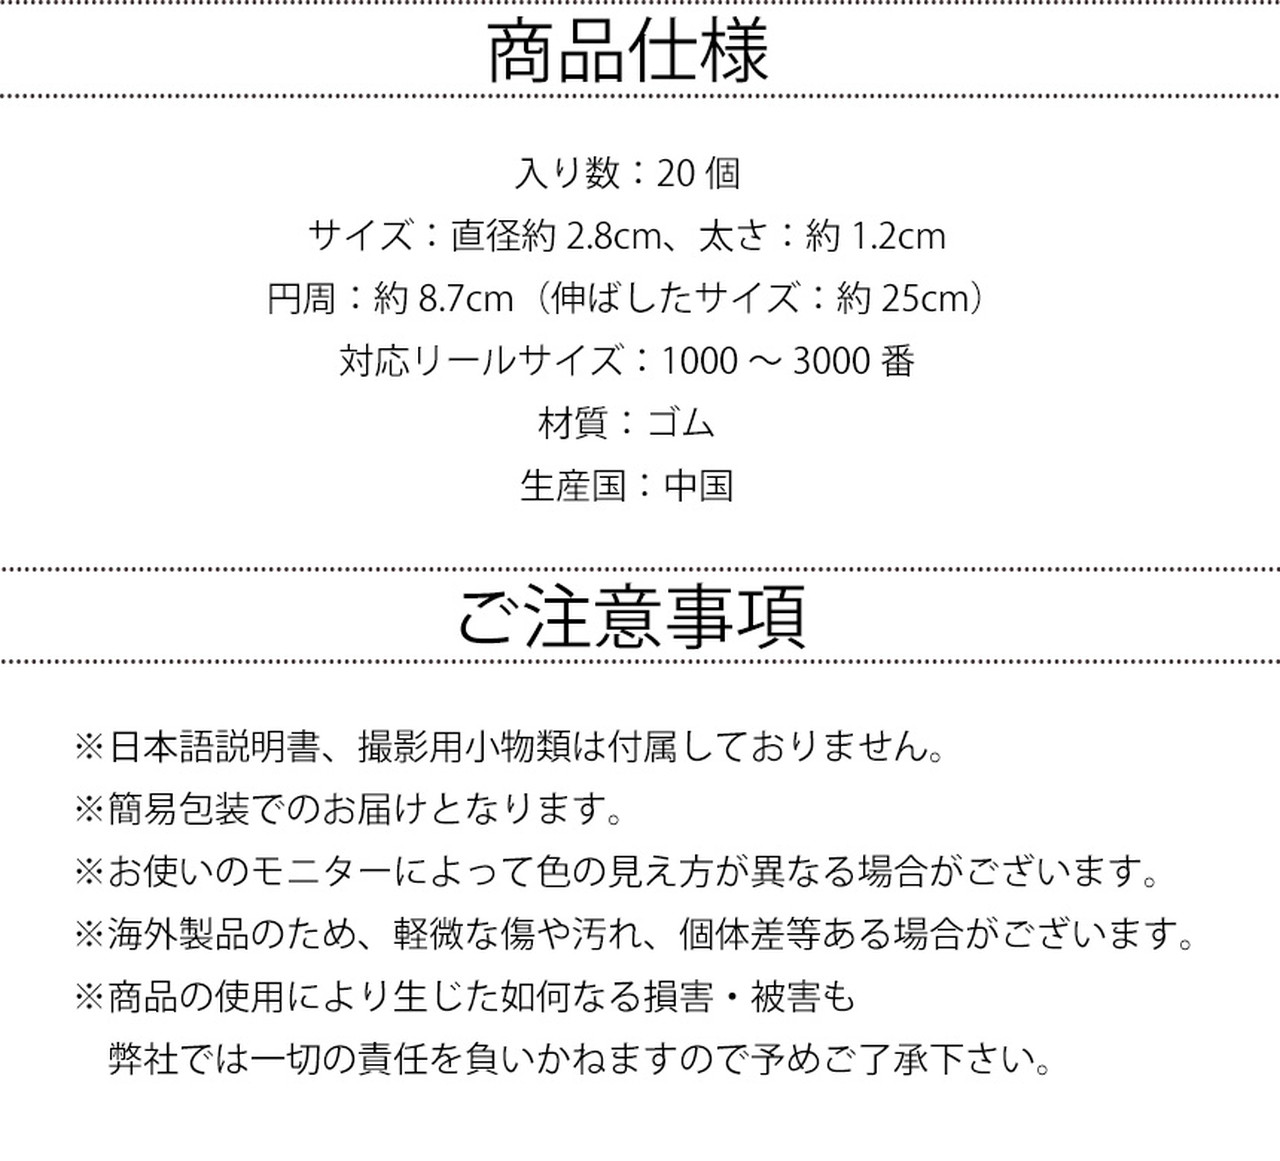 商品仕様
入り数：20 個
サイズ：直径約 2.8cm、太さ：約 1.2cm
円周：約 8.7cm（伸ばしたサイズ：約 25cm）
対応リールサイズ：1000 ～ 3000 番
材質：ゴム
生産国：中国
ご注意事項
※日本語説明書、撮影用小物類は付属しておりません。
※簡易包装でのお届けとなります。
※お使いのモニターによって色の見え方が異なる場合がございます。
※海外製品のため、軽微な傷や汚れ、個体差等ある場合がございます。
※商品の使用により生じた如何なる損害・被害も
弊社では一切の責任を負いかねますので予めご了承下さい。